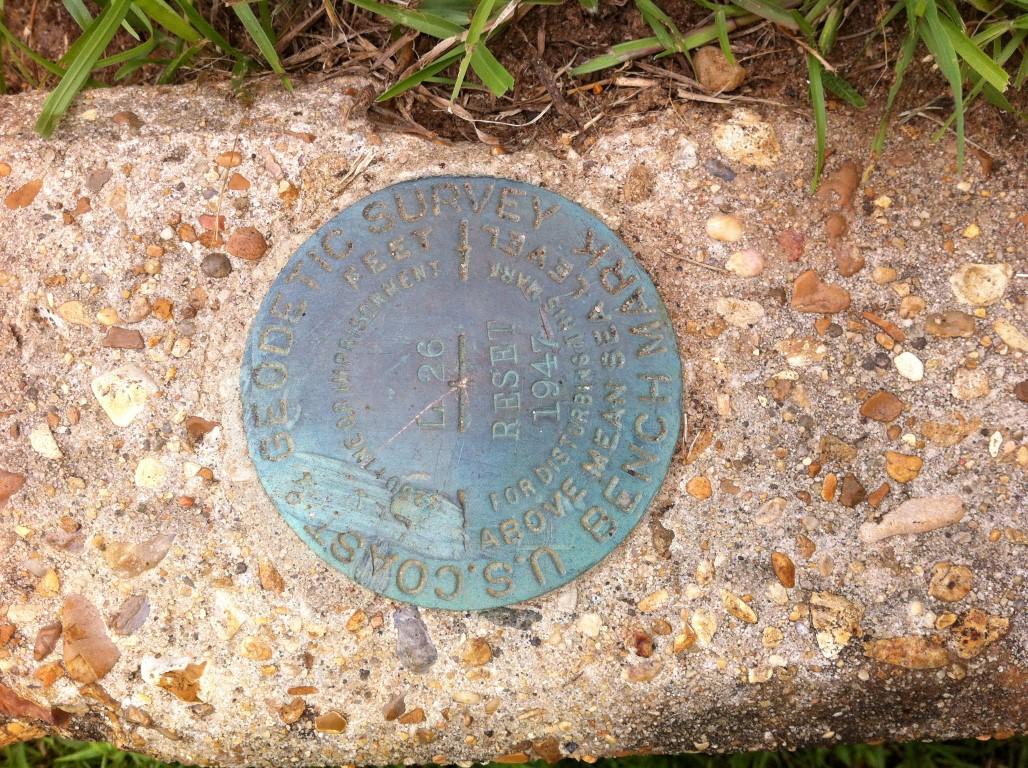 U.S. COAST & GEODETIC SURVEY
BENCH MARK
FEET
ABOVE MEAN SEA LEVEL
FOR DISTURBING THIS MARK
OR IMPRISONMENT
L 26
RESET
1947